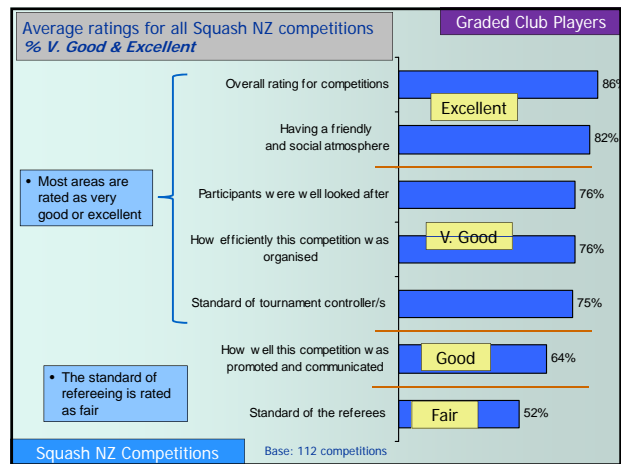 Average ratings for all Squash NZ competitions
% V. Good & Excellent
Graded Club Players
Overall rating for competitions
86%
Excellent
Having a friendly
and social atmosphere
82%
• Most areas are
rated as very
good or excellent
Participants were well looked after
76%
How efficiently this competition was
organised
V. Good
76%
Standard of tournament controller/s
75%
How well this competition was
promoted and communicated
Good
64%
• The standard of
refereeing is rated
as fair
Standard of the referees
Fair
52%
Squash NZ Competitions
Base: 112 competitions